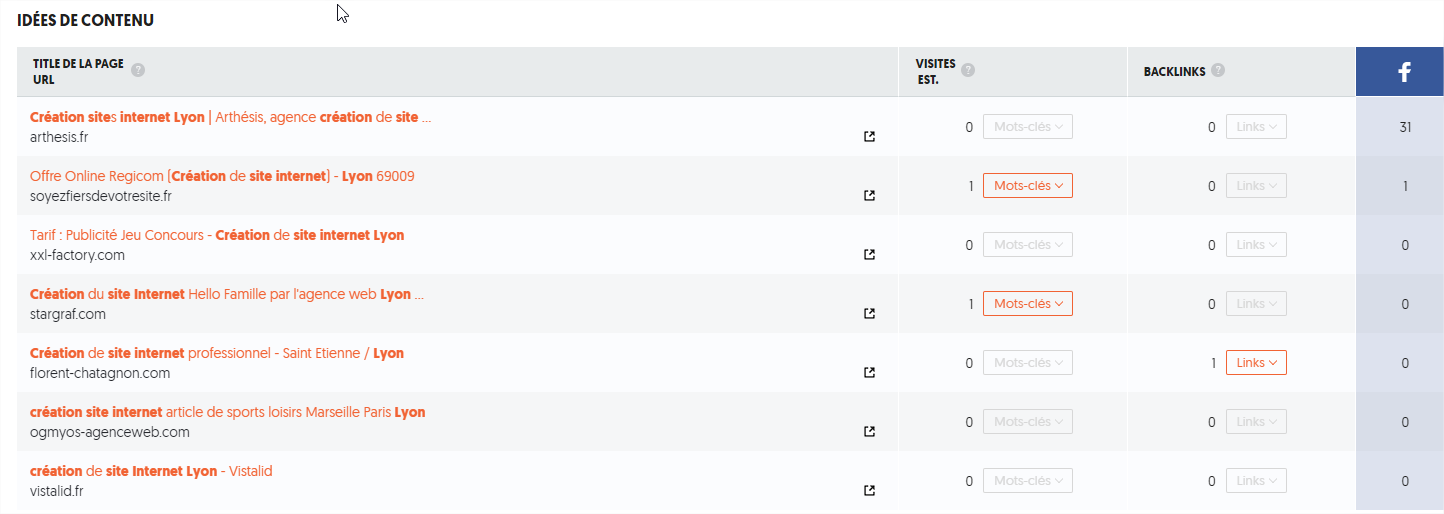 IDÉES DE CONTENU
TITLE DE LA PAGE ?
URL
VISITES ?
EST.
BACKLINKS ?
f
Création sites internet Lyon | Arthésis, agence création de site ...
arthesis.fr
0 Mots-clés
0 Links
31
Offre Online Regicom (Création de site internet) - Lyon 69009
soyezfiersdevotresite.fr
1 Mots-clés
0 Links
1
Tarif : Publicité Jeu Concours - Création de site internet Lyon
xxl-factory.com
0 Mots-clés
0 Links
0
Création du site Internet Hello Famille par l'agence web Lyon ...
stargraf.com
1 Mots-clés
0 Links
0
Création de site internet professionnel - Saint Etienne / Lyon
florent-chatagnon.com
0 Mots-clés
1 Links
0
création site internet article de sports loisirs Marseille Paris Lyon
ogmyos-agenceweb.com
0 Mots-clés
0 Links
0
création de site Internet Lyon - Vistalid
vistalid.fr
0 Mots-clés
0 Links
0